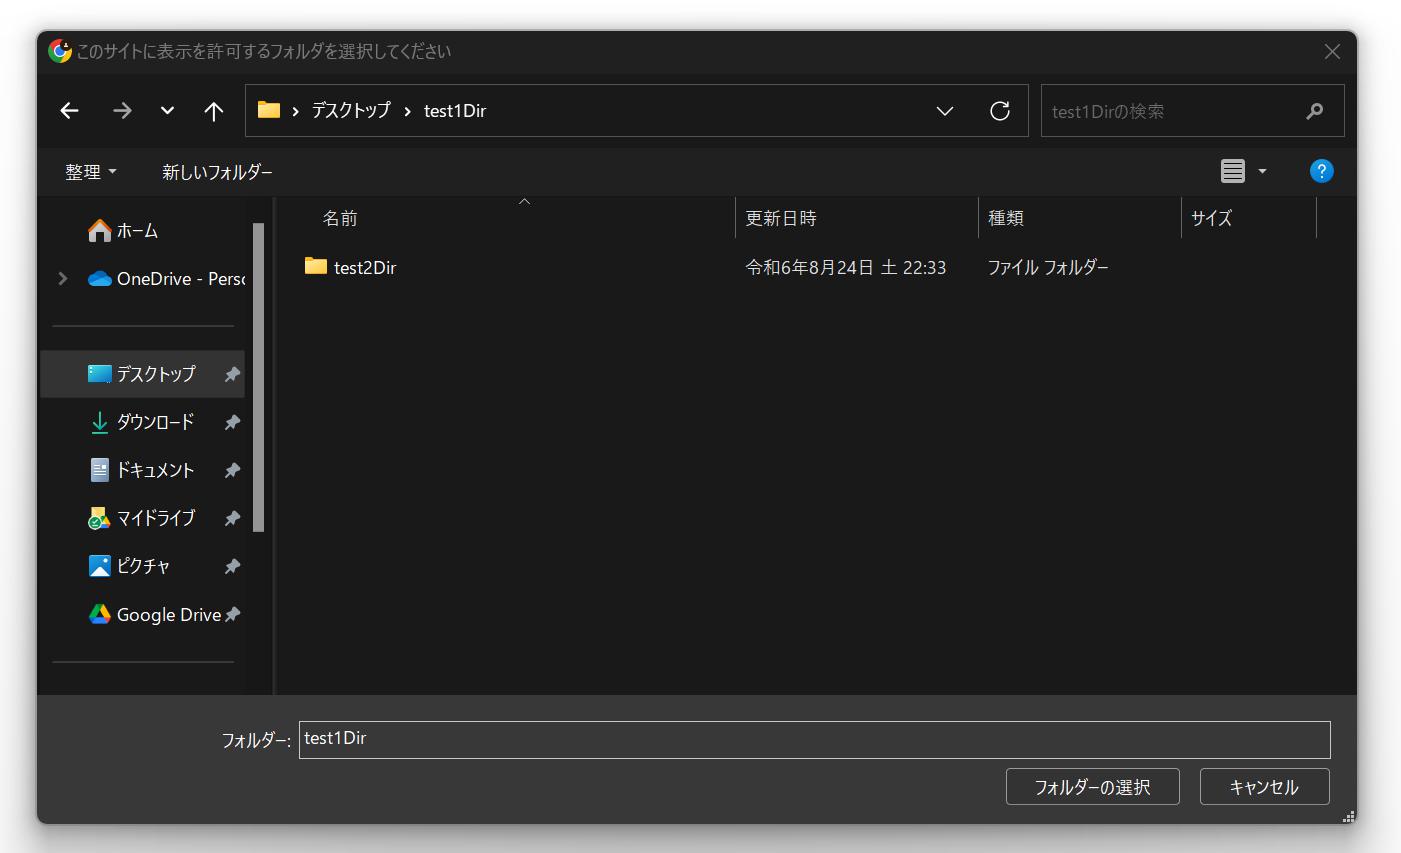 このサイトに表示を許可するフォルダを選択してください
デスクトップ test1Dir
test1Dirの検索
整理 新しいフォルダー
名前 更新日時 種類 サイズ
test2Dir 令和6年8月24日 土 22:33 ファイル フォルダー
ホーム
OneDrive - Perso
デスクトップ
ダウンロード
ドキュメント
マイドライブ
ピクチャ
Google Drive
フォルダー: test1Dir
フォルダーの選択 キャンセル